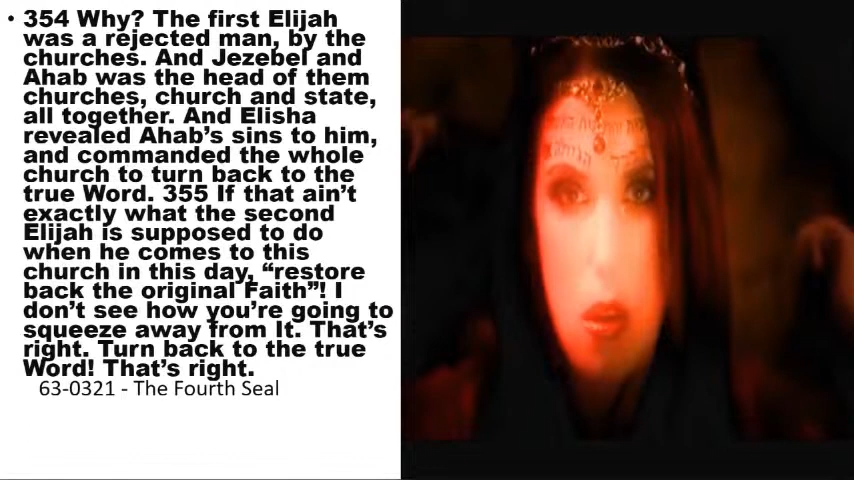 • 354 Why? The first Elijah
was a rejected man, by the
churches. And Jezebel and
Ahab was the head of them
churches, church and state,
all together. And Elisha
revealed Ahab’s sins to him,
and commanded the whole
church to turn back to the
true Word. 355 If that ain’t
exactly what the second
Elijah is supposed to do
when he comes to this
church in this day, “restore
back the original Faith”! I
don’t see how you’re going to
squeeze away from It. That’s
right. Turn back to the true
Word! That’s right.
63-0321 - The Fourth Seal